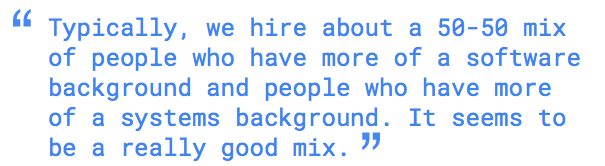 “ Typically, we hire about a 50-50 mix
of people who have more of a software
background and people who have more
of a systems background. It seems to
be a really good mix. ”